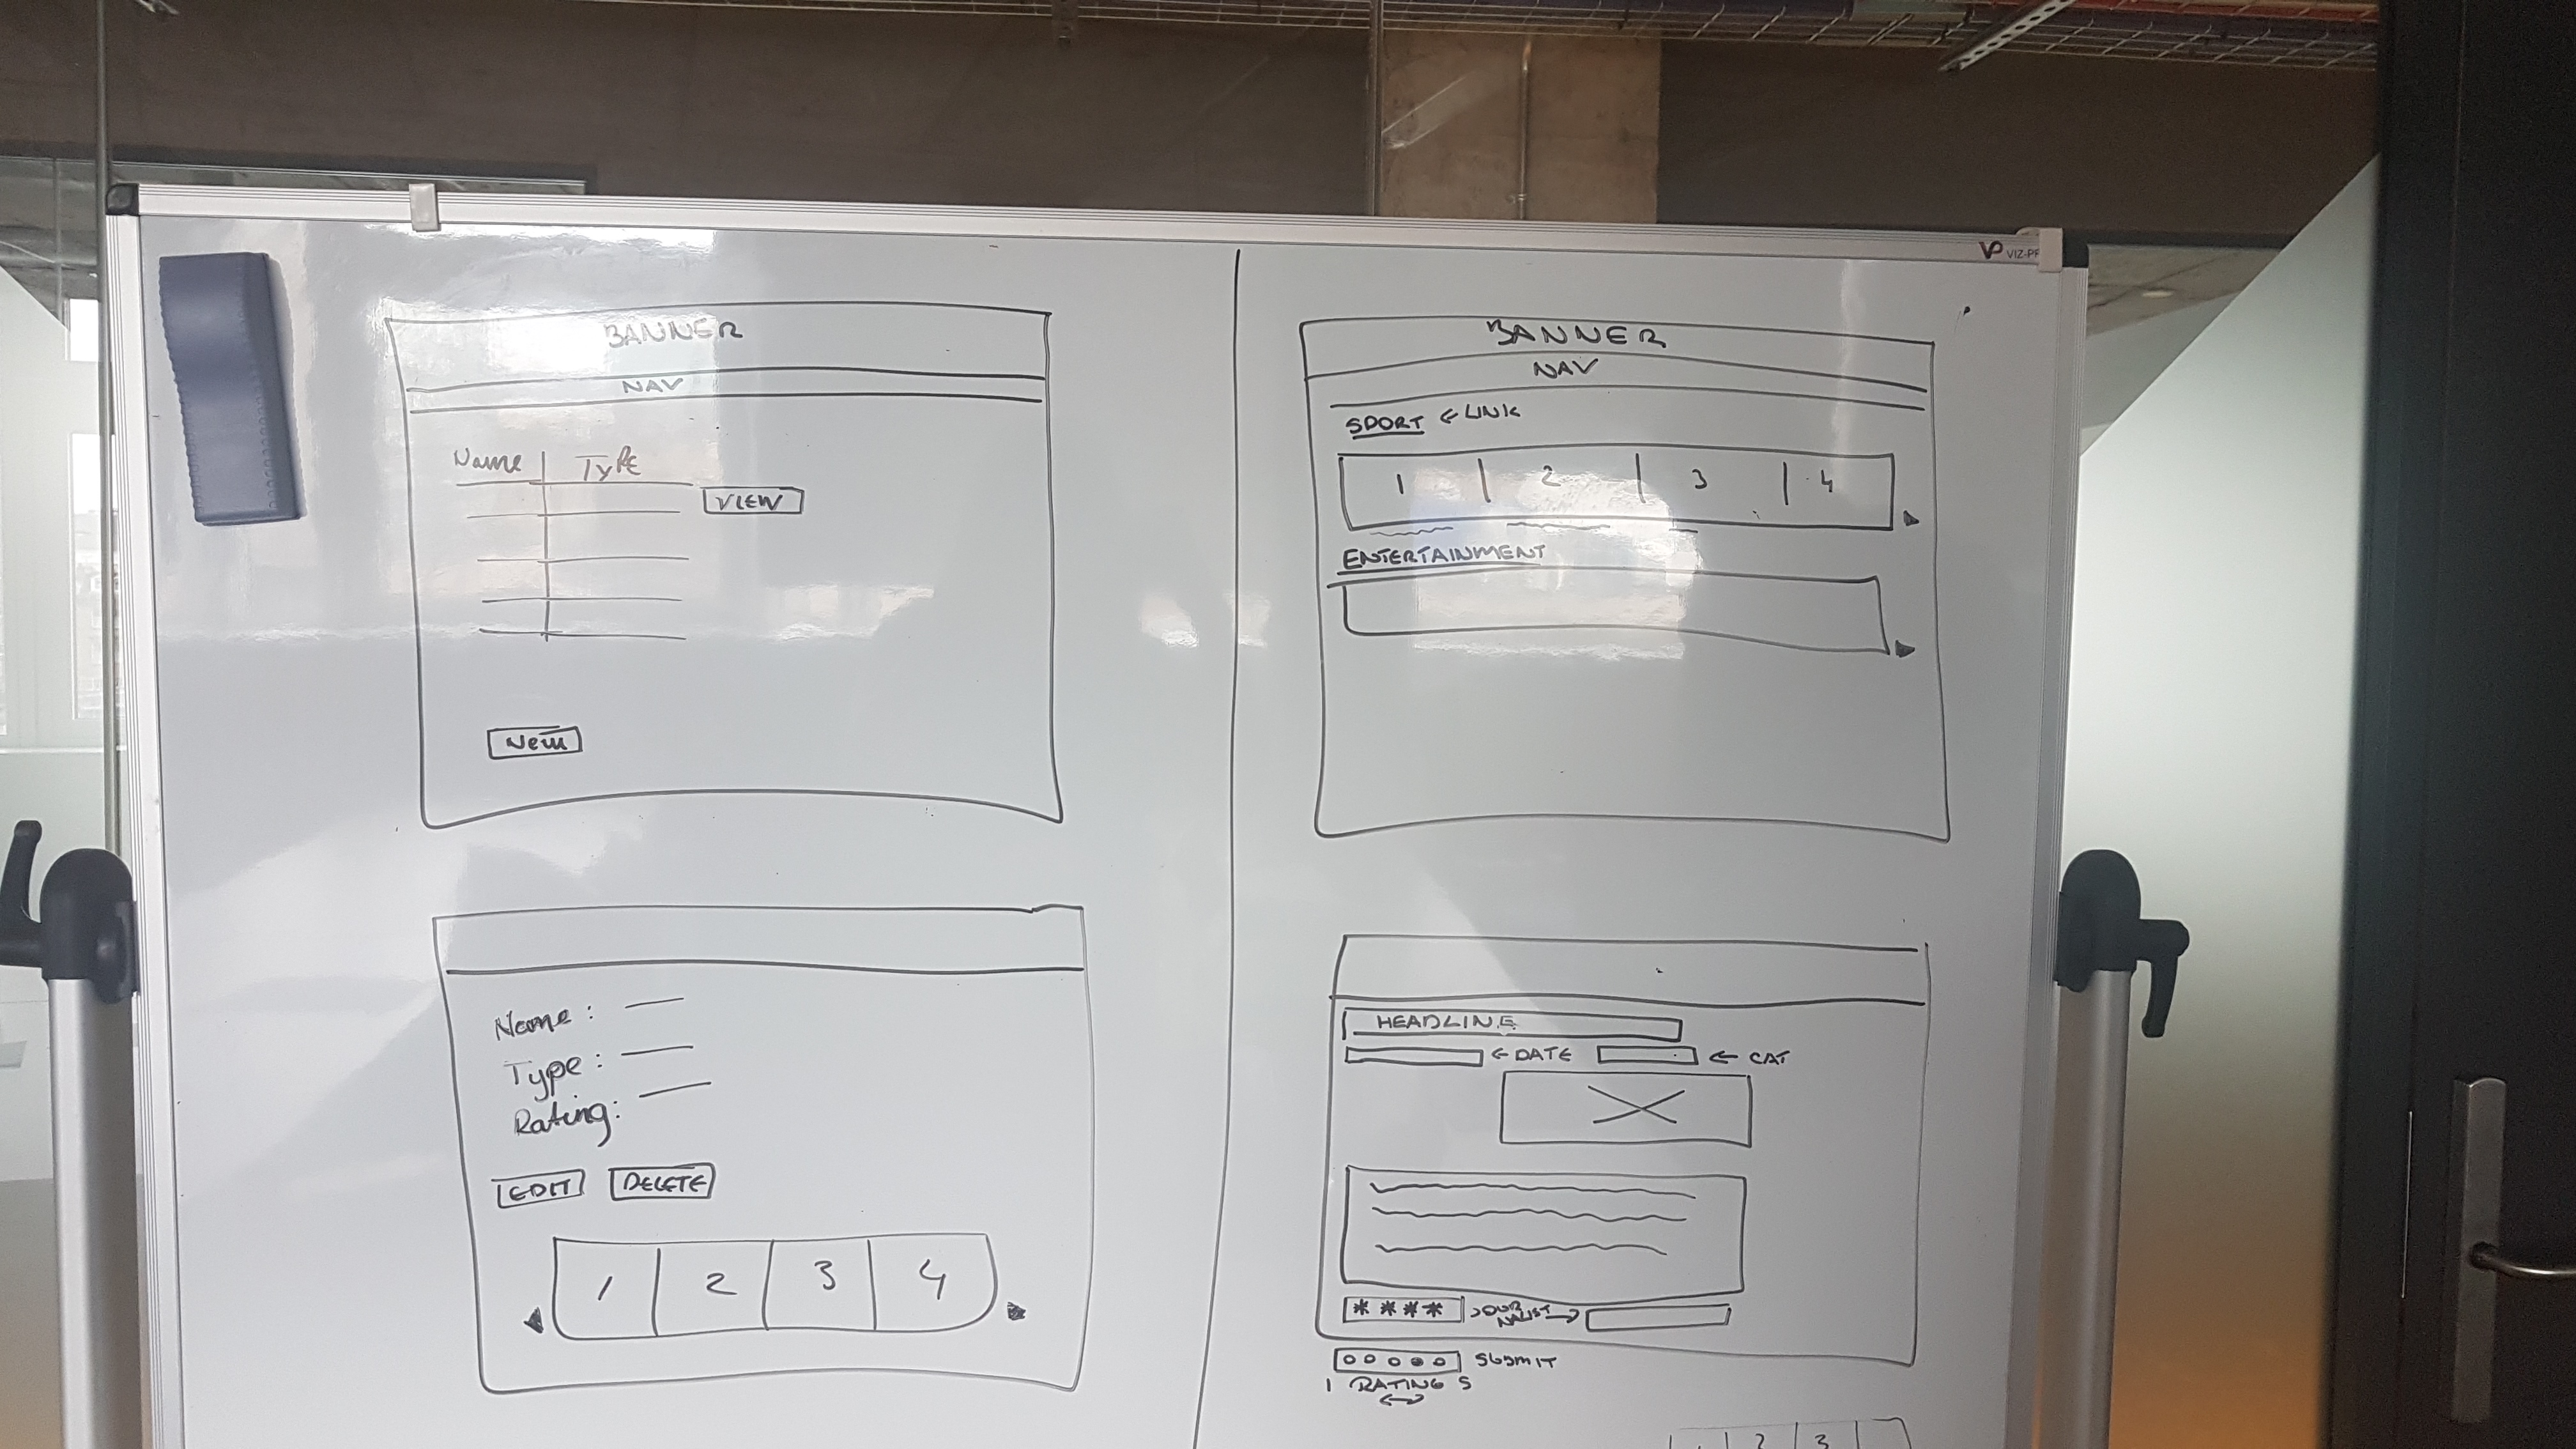 VIZ-PR
BANNER
NAV
Name TYPE
VIEW
New
BANNER
NAV
SPORT ← LINK
1 2 3 4
ENTERTAINMENT
Name :
Type :
Rating:
EDIT DELETE
1 2 3 4
HEADLINE
← DATE ← CAT
**** JOURNALIST →
SUBMIT
1 RATING 5
↔
1 2 3